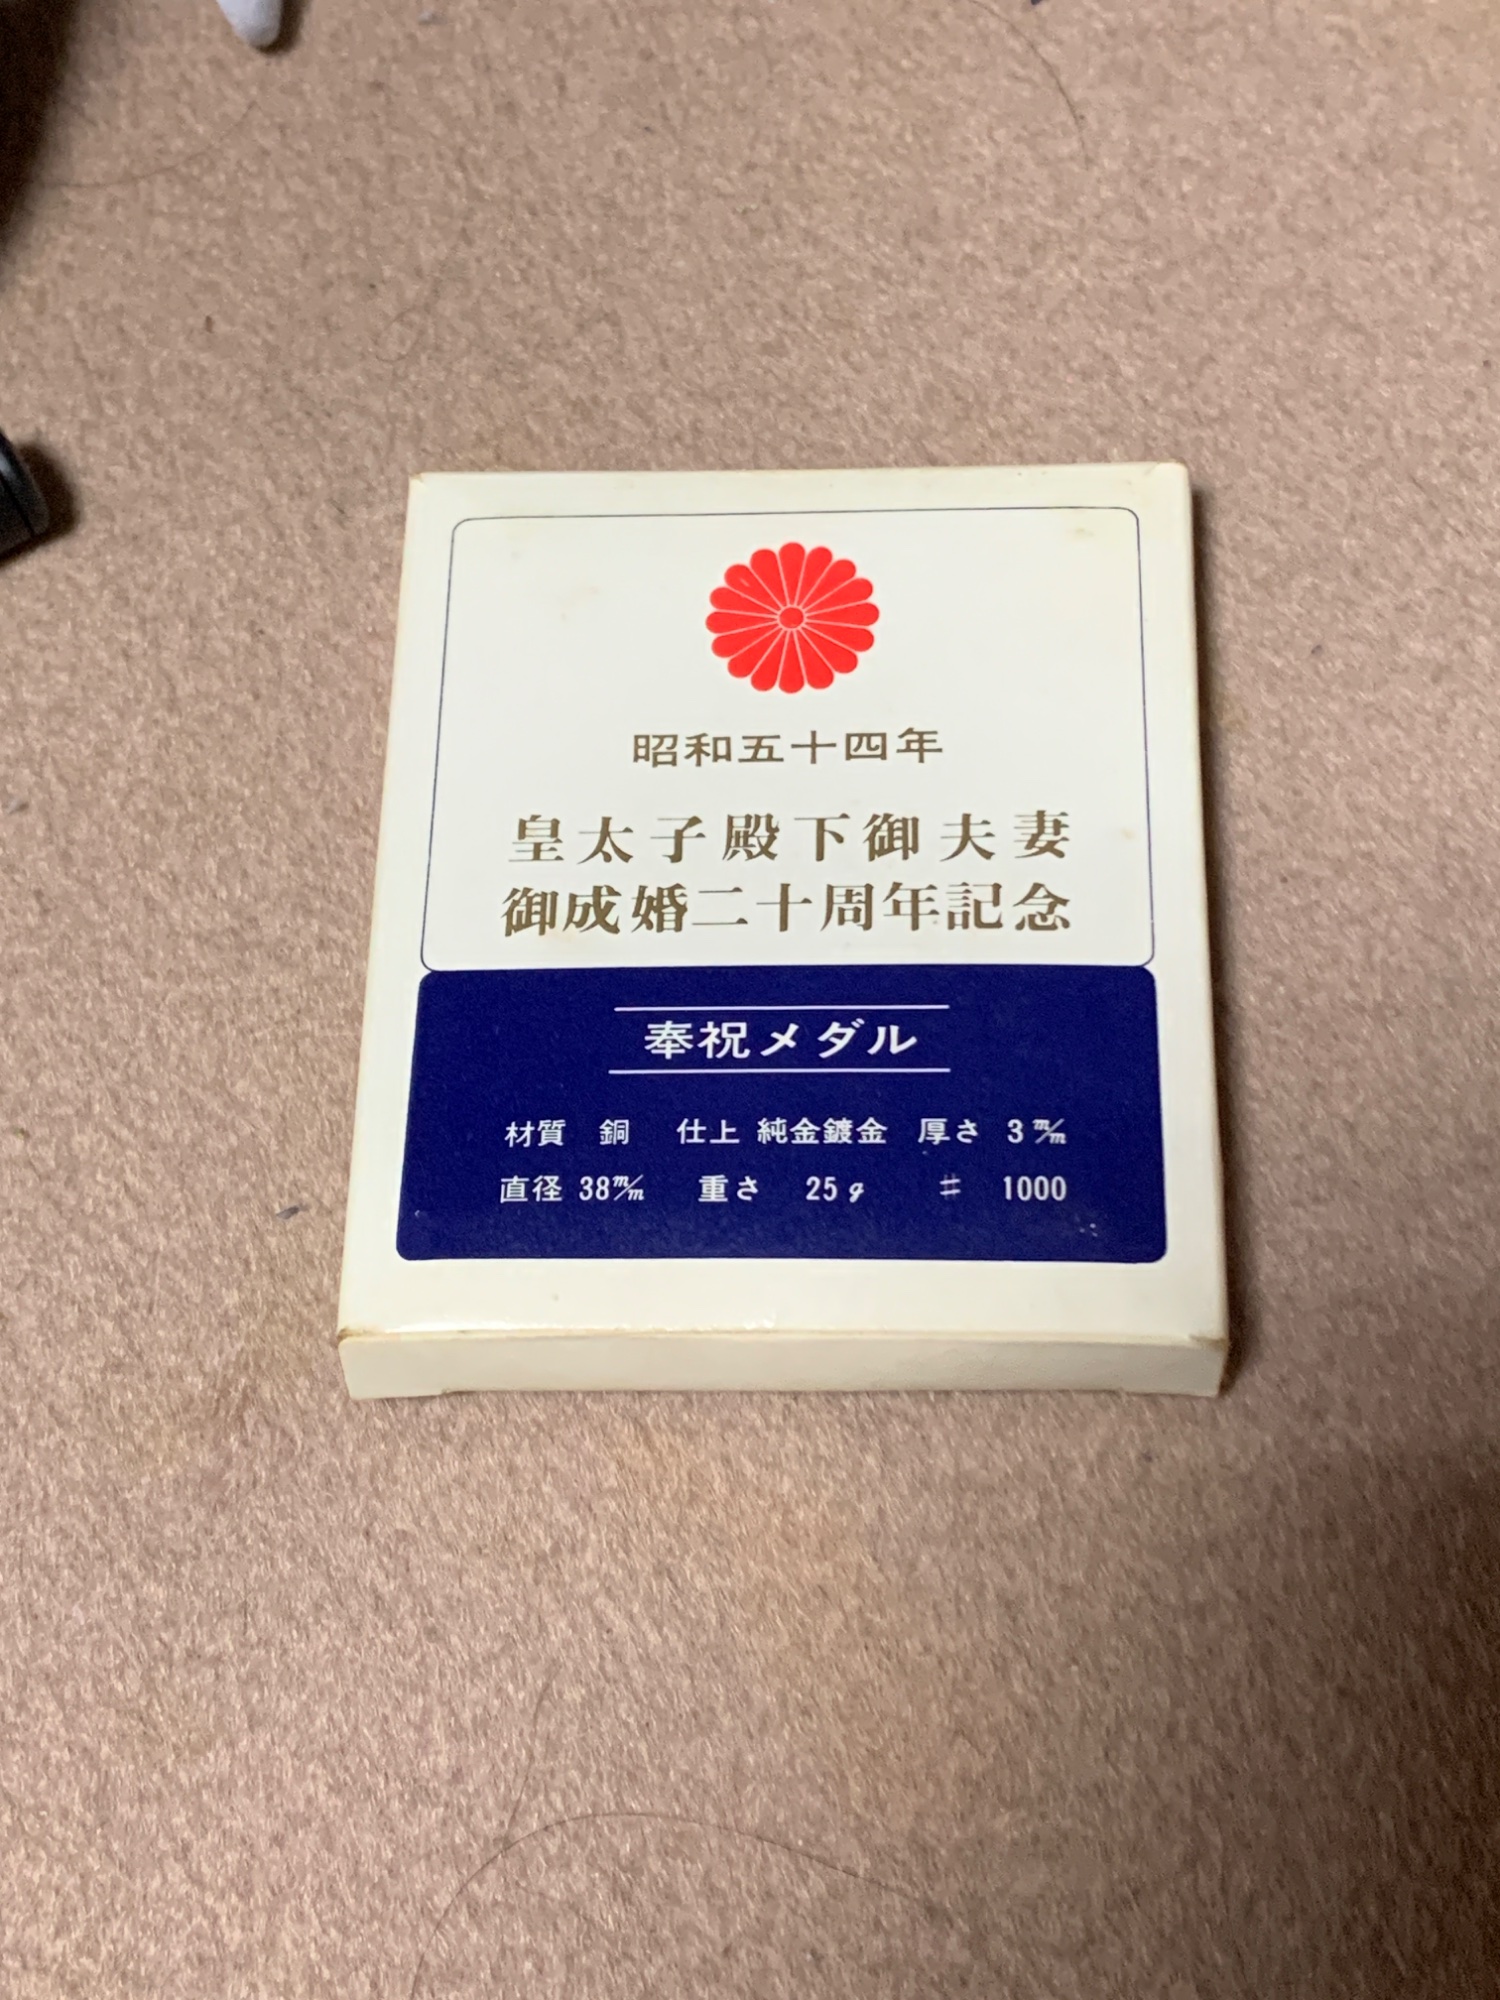 昭和五十四年
皇太子殿下御夫妻
御成婚二十周年記念
奉祝メダル
材質 銅 仕上 純金鍍金 厚さ 3m/m
直径 38m/m 重さ 25g # 1000